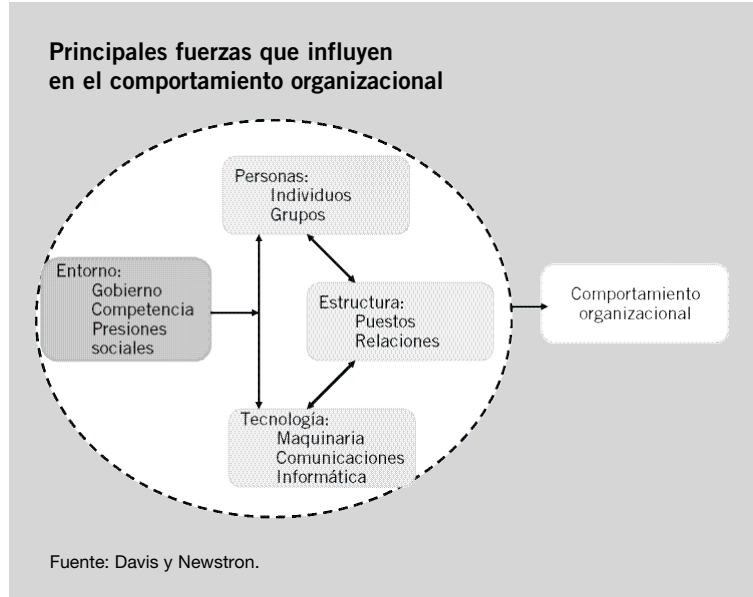 Principales fuerzas que influyen
en el comportamiento organizacional
Personas:
Individuos
Grupos
Entorno:
Gobierno
Competencia
Presiones
sociales
Estructura:
Puestos
Relaciones
Comportamiento
organizacional
Tecnología:
Maquinaria
Comunicaciones
Informática
Fuente: Davis y Newstron.